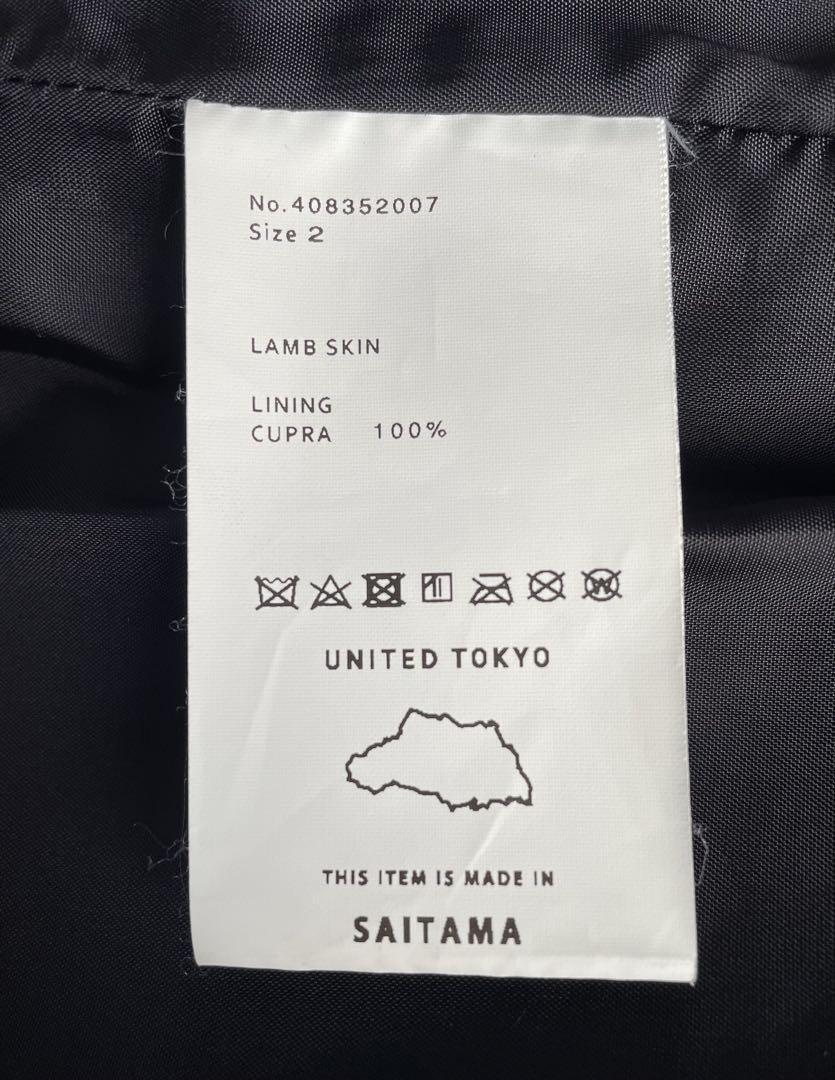 No.408352007
Size 2
LAMB SKIN
LINING
CUPRA 100%
UNITED TOKYO
THIS ITEM IS MADE IN
SAITAMA